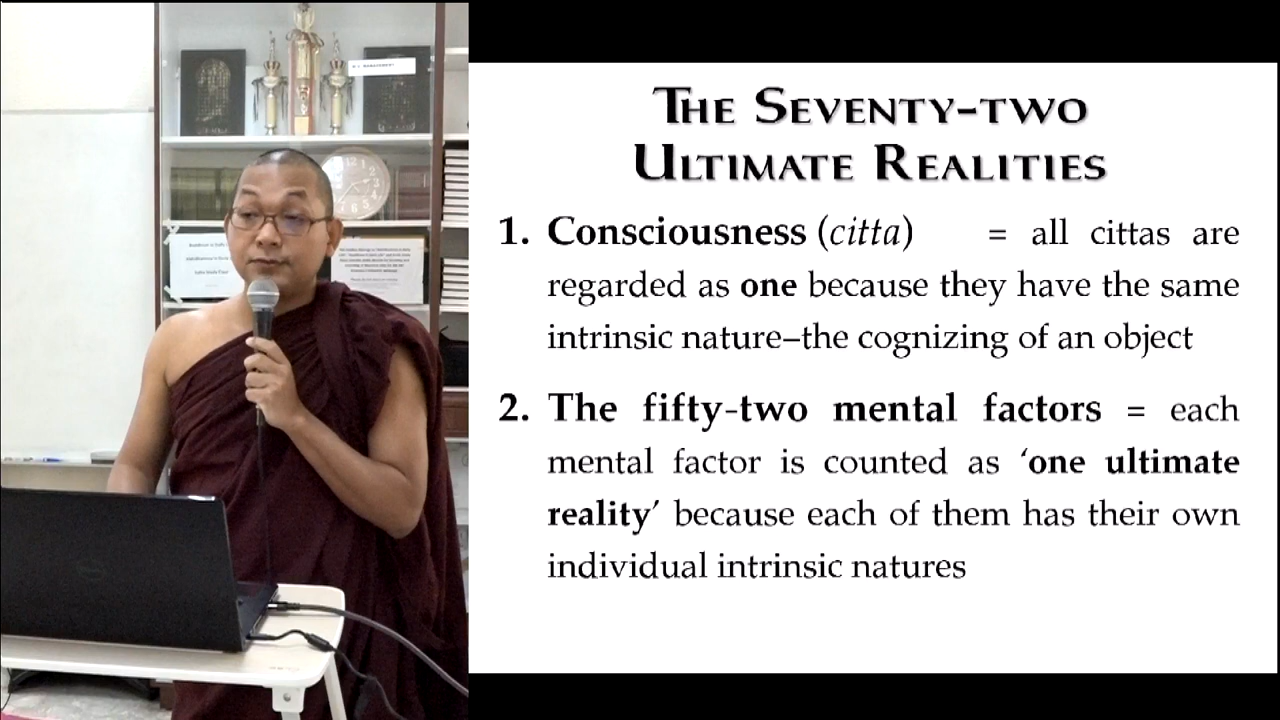 THE SEVENTY-TWO
ULTIMATE REALITIES
1. Consciousness (citta) = all cittas are
regarded as one because they have the same
intrinsic nature–the cognizing of an object
2. The fifty-two mental factors = each
mental factor is counted as ‘one ultimate
reality’ because each of them has their own
individual intrinsic natures